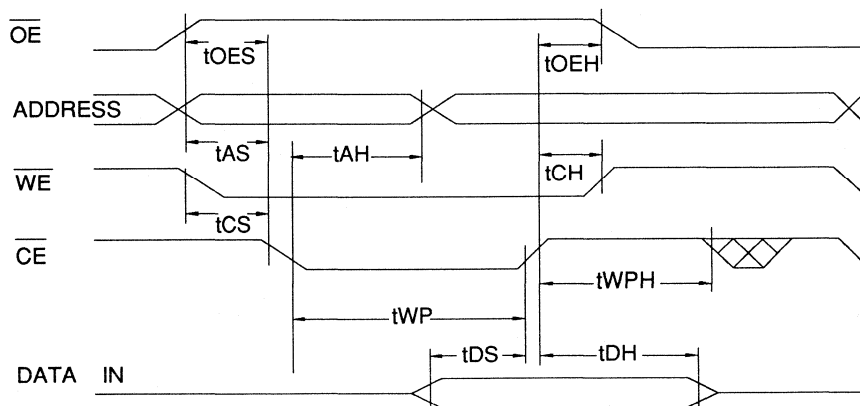 OE
tOES
tOEH
ADDRESS
tAS
tAH
tCH
WE
tCS
CE
tWPH
tWP
tDS
tDH
DATA IN